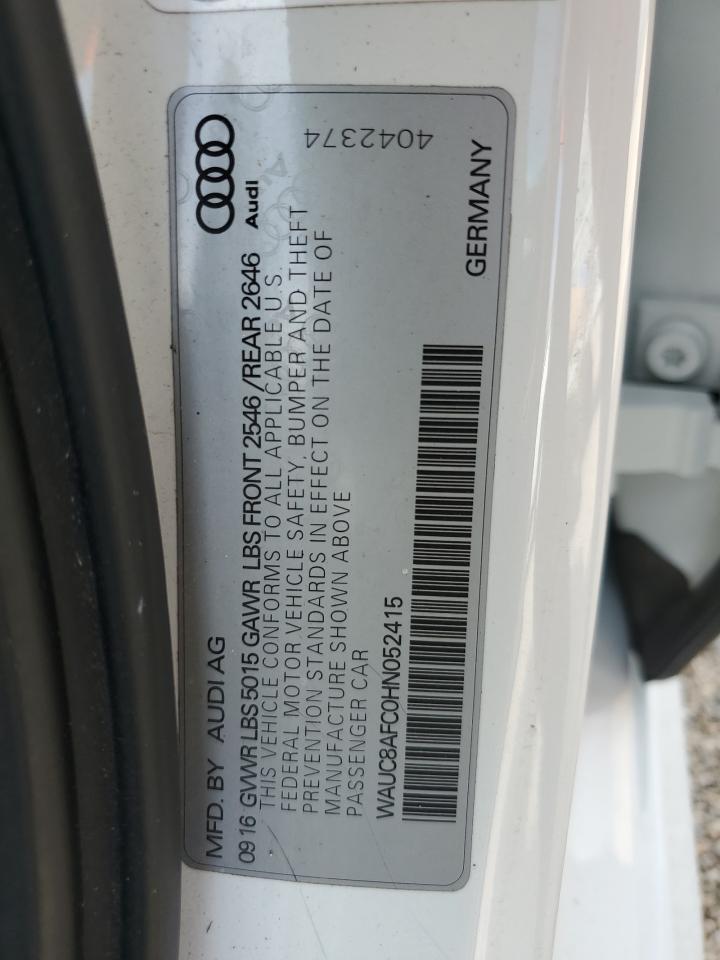 MFD. BY AUDI AG
09 16 GVWR LBS 5015 GAWR LBS FRONT 2546 /REAR 2646
THIS VEHICLE CONFORMS TO ALL APPLICABLE U.S.
FEDERAL MOTOR VEHICLE SAFETY, BUMPER AND THEFT
PREVENTION STANDARDS IN EFFECT ON THE DATE OF
MANUFACTURE SHOWN ABOVE
PASSENGER CAR
WAUC8AFC0HN052415
Audi
4042374
GERMANY